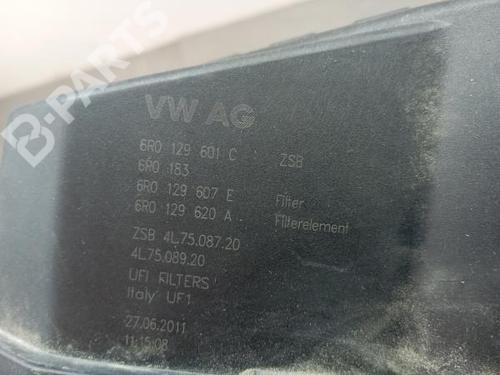 B-PARTS
VW AG
6R0 129 601 C ZSB
6R0 183
6R0 129 607 E Filter
6R0 129 620 A Filterelement
ZSB 4L75.087.20
4L75.089.20
UFI FILTERS
Italy UF1
27.06.2011
11:15:08
B-PARTS